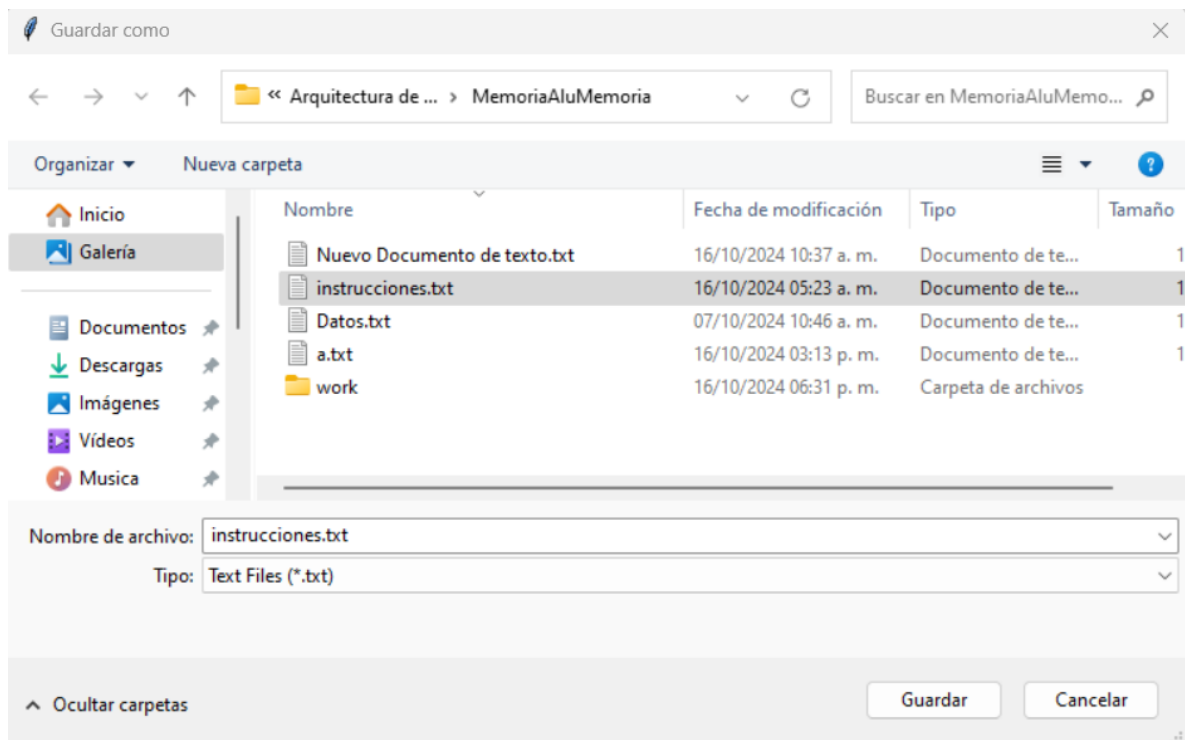 Guardar como
« Arquitectura de ... › MemoriaAluMemoria Buscar en MemoriaAluMemo...
Organizar Nueva carpeta
Inicio
Galería
Documentos
Descargas
Imágenes
Vídeos
Musica
Nombre Fecha de modificación Tipo Tamaño
Nuevo Documento de texto.txt 16/10/2024 10:37 a. m. Documento de te... 1
instrucciones.txt 16/10/2024 05:23 a. m. Documento de te... 1
Datos.txt 07/10/2024 10:46 a. m. Documento de te... 1
a.txt 16/10/2024 03:13 p. m. Documento de te... 1
work 16/10/2024 06:31 p. m. Carpeta de archivos
Nombre de archivo: instrucciones.txt
Tipo: Text Files (*.txt)
Ocultar carpetas Guardar Cancelar